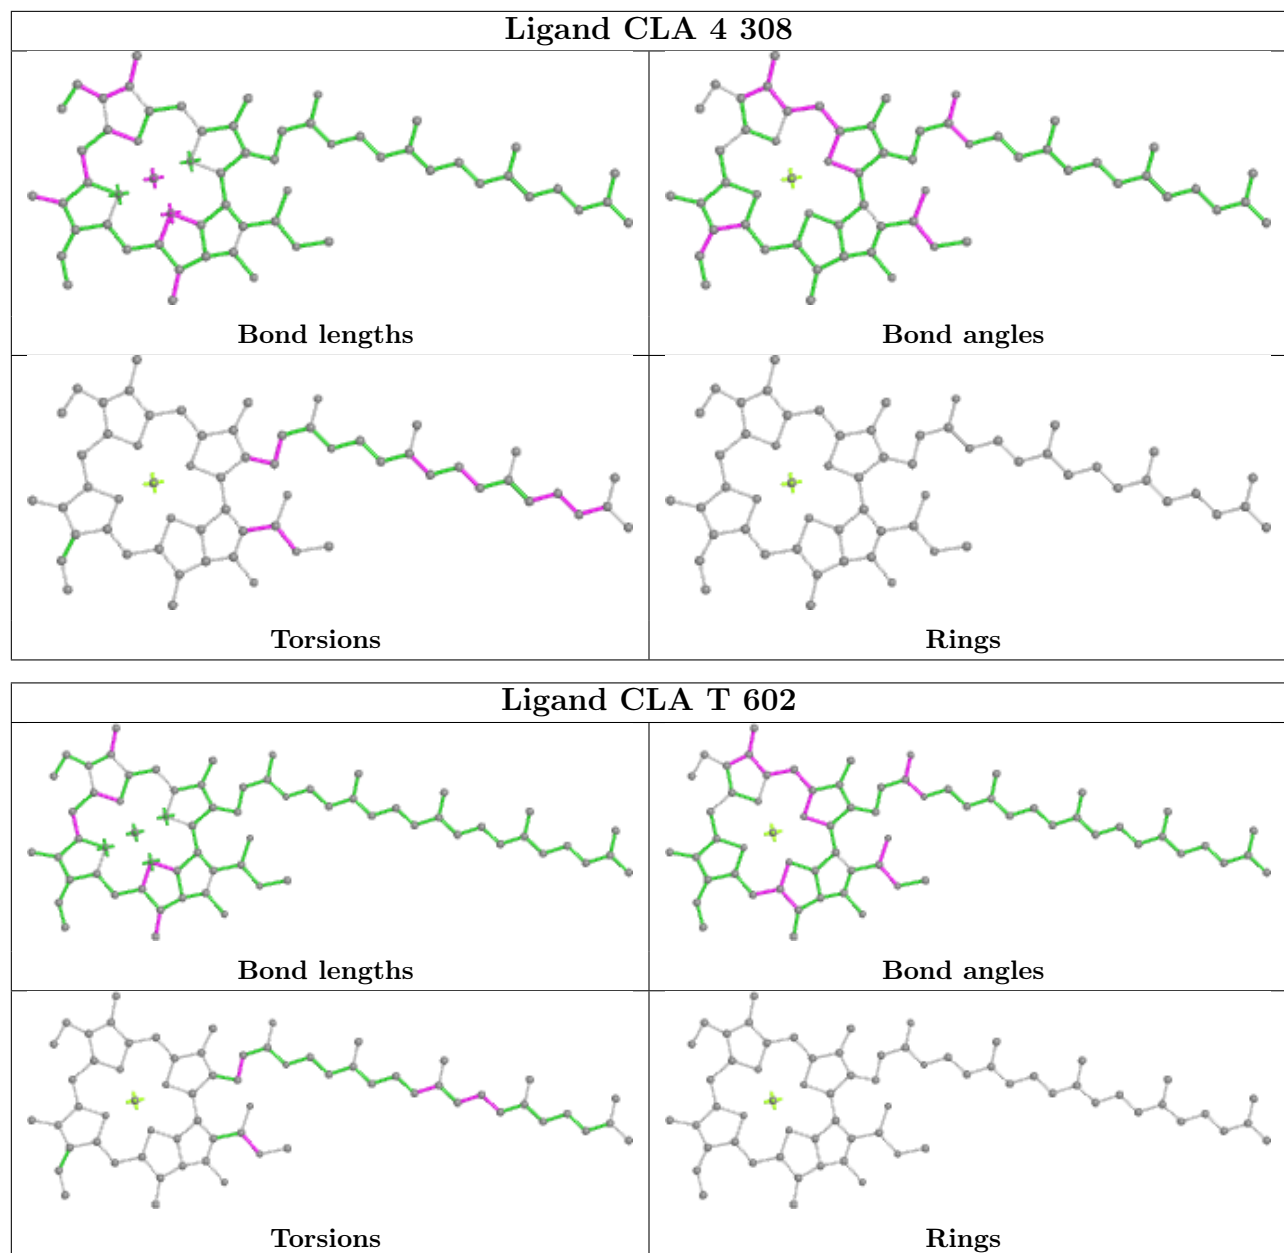 Ligand CLA 4 308
Bond lengths
Bond angles
Torsions
Rings
Ligand CLA T 602
Bond lengths
Bond angles
Torsions
Rings